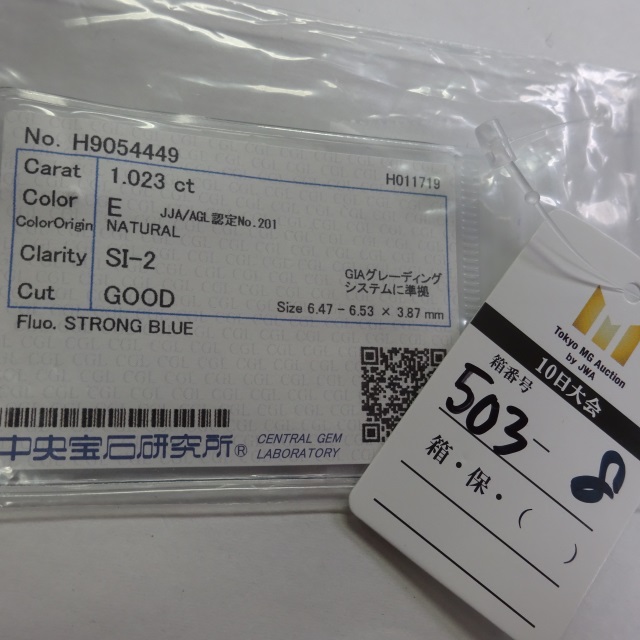 No. H9054449
Carat 1.023 ct H011719
Color E JJA/AGL認定No.201
ColorOrigin NATURAL
Clarity SI-2
GIAグレーディング
システムに準拠
Cut GOOD
Size 6.47 - 6.53 × 3.87 mm
Fluo. STRONG BLUE
中央宝石研究所® CENTRAL GEM
LABORATORY
Tokyo MG Auction
by JWA
10日大会
箱番号
503-8
箱・保・( )